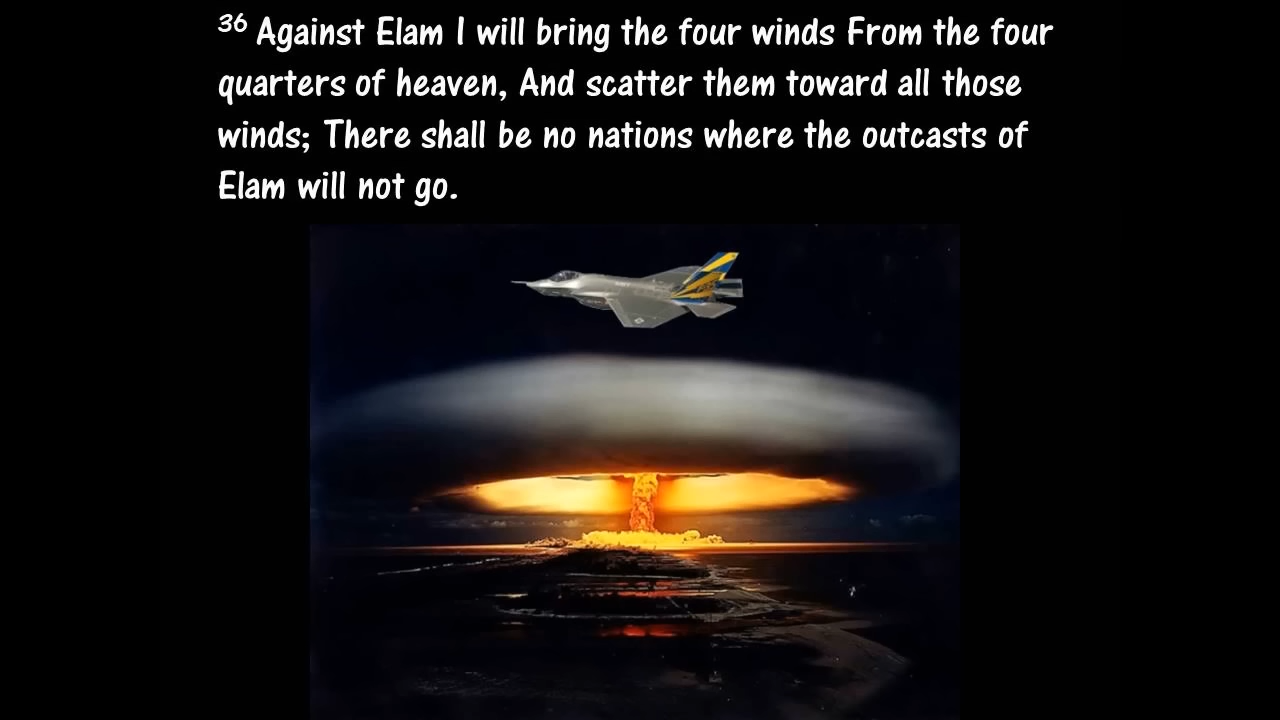 36 Against Elam I will bring the four winds From the four
quarters of heaven, And scatter them toward all those
winds; There shall be no nations where the outcasts of
Elam will not go.